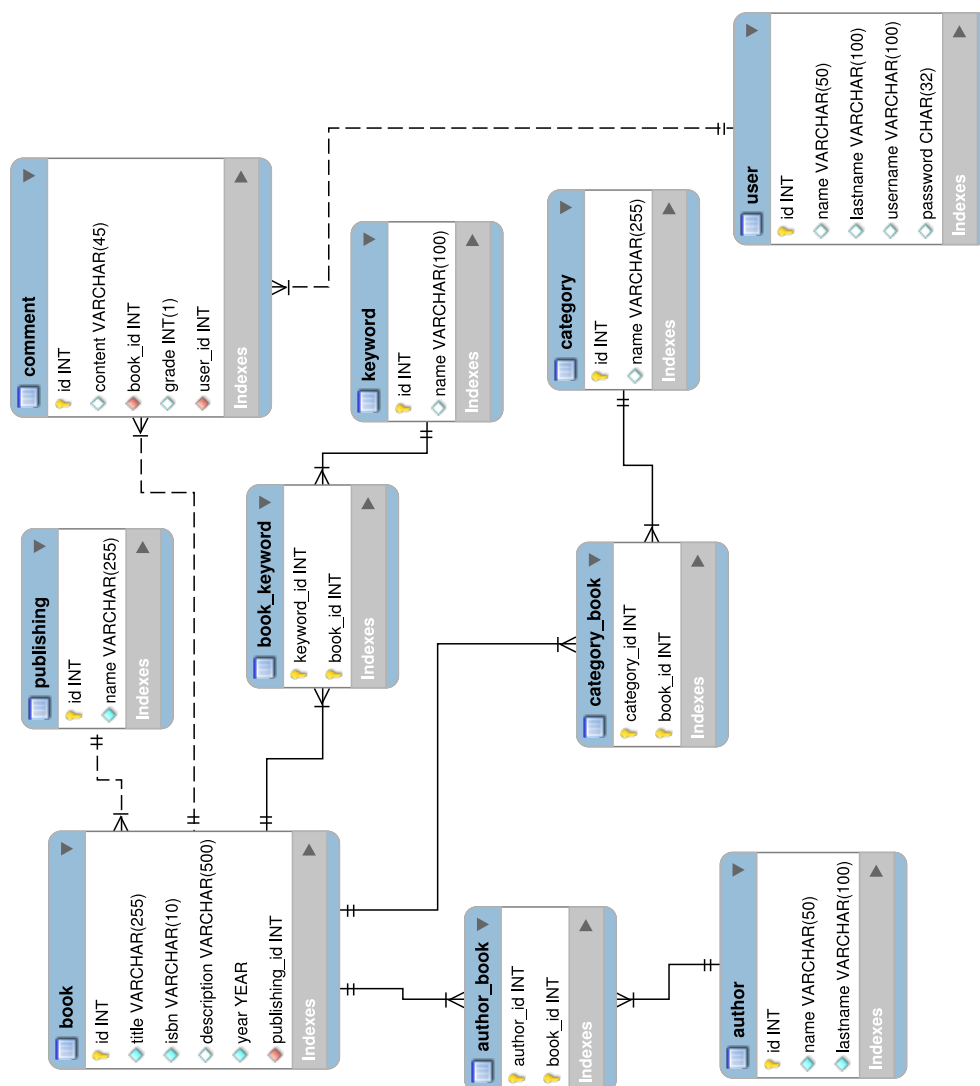 book
id INT
title VARCHAR(255)
isbn VARCHAR(10)
description VARCHAR(500)
year YEAR
publishing_id INT
Indexes
publishing
id INT
name VARCHAR(255)
Indexes
comment
id INT
content VARCHAR(45)
book_id INT
grade INT(1)
user_id INT
Indexes
book_keyword
keyword_id INT
book_id INT
Indexes
keyword
id INT
name VARCHAR(100)
Indexes
author_book
author_id INT
book_id INT
Indexes
category_book
category_id INT
book_id INT
Indexes
category
id INT
name VARCHAR(255)
Indexes
author
id INT
name VARCHAR(50)
lastname VARCHAR(100)
Indexes
user
id INT
name VARCHAR(50)
lastname VARCHAR(100)
username VARCHAR(100)
password CHAR(32)
Indexes